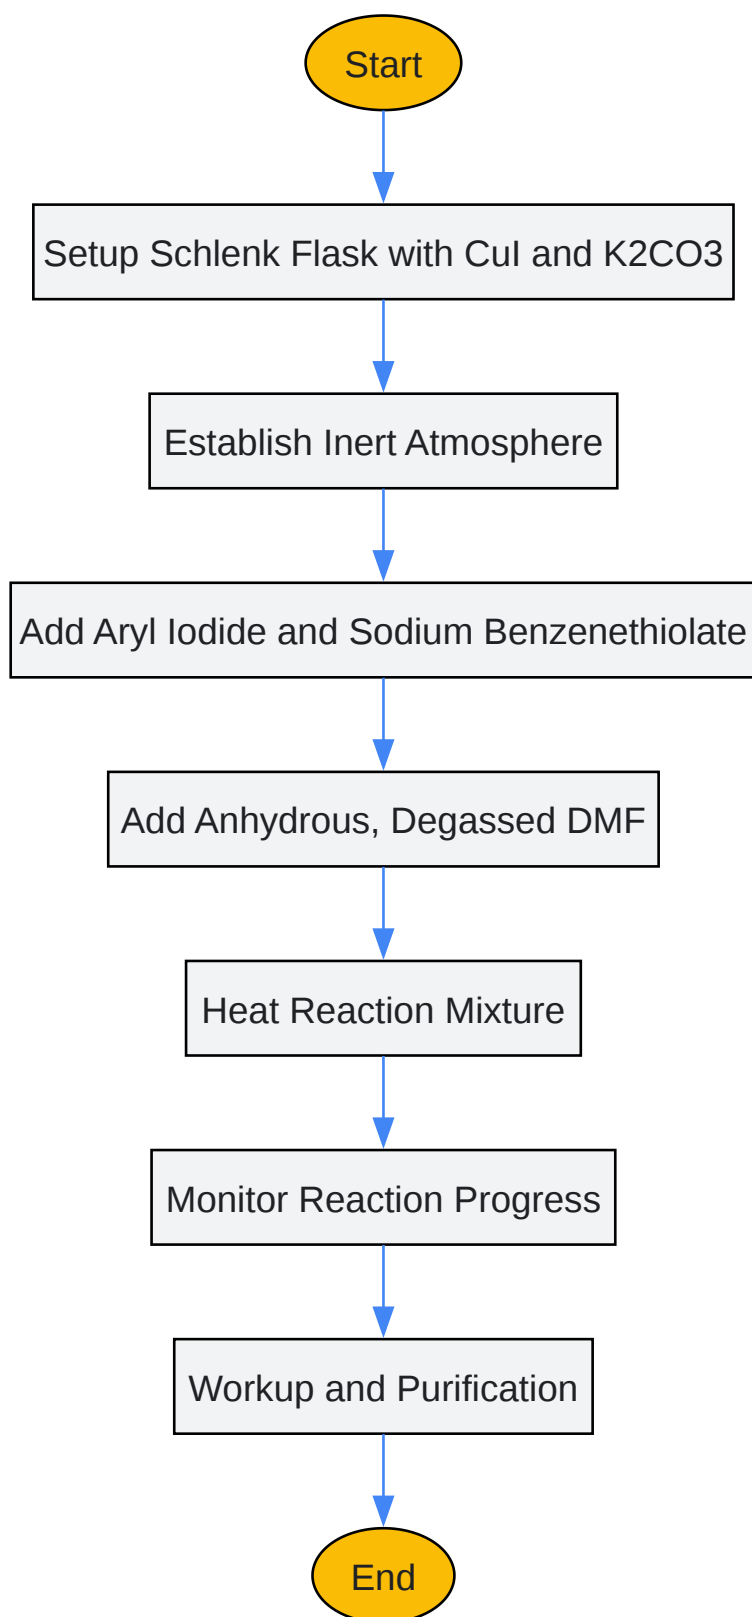 Start
Setup Schlenk Flask with CuI and K2CO3
Establish Inert Atmosphere
Add Aryl Iodide and Sodium Benzenethiolate
Add Anhydrous, Degassed DMF
Heat Reaction Mixture
Monitor Reaction Progress
Workup and Purification
End